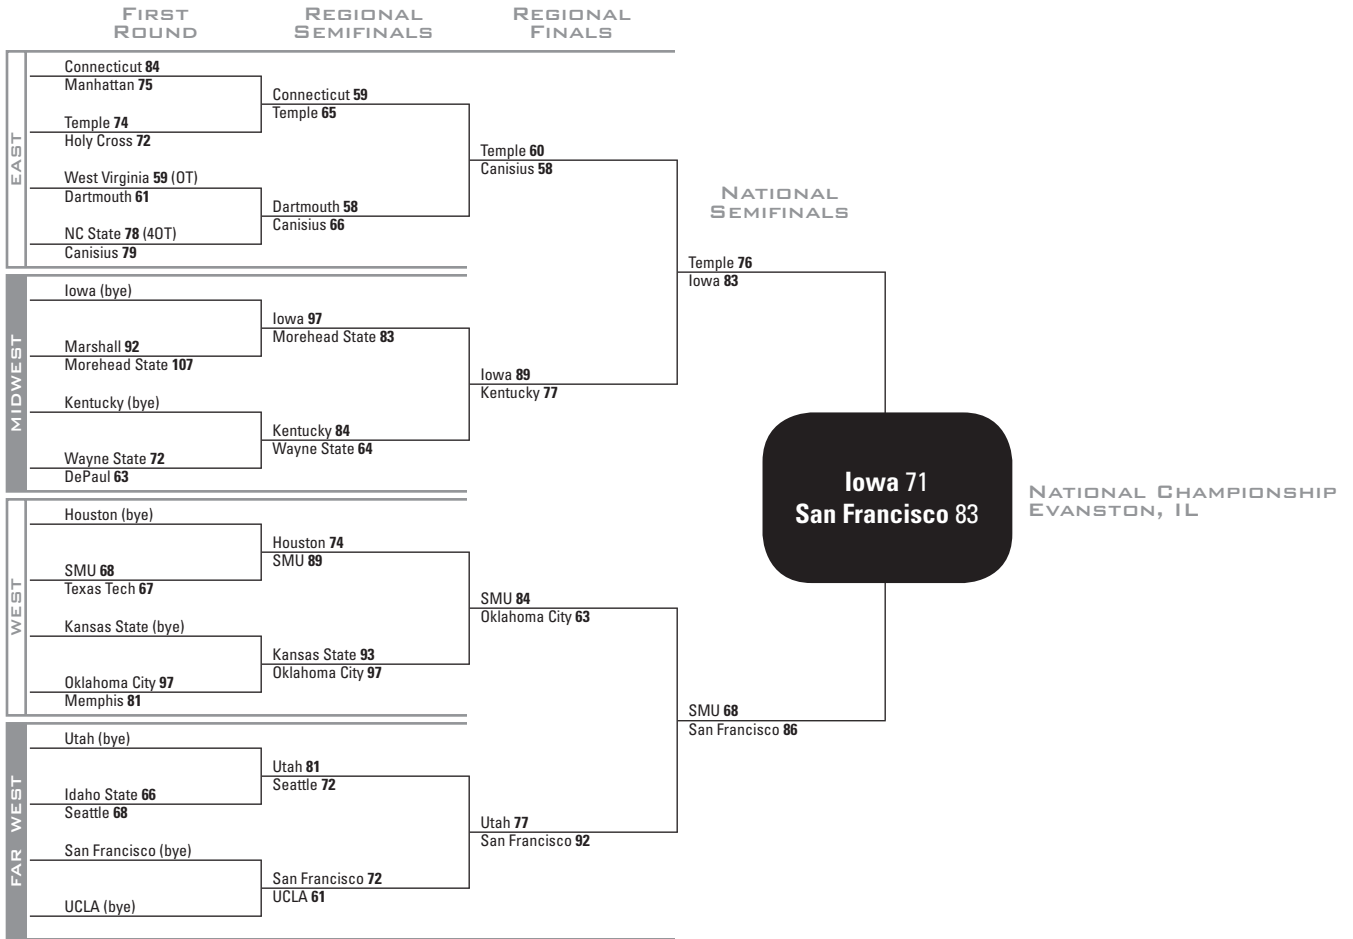 FIRST
ROUND
REGIONAL
SEMIFINALS
REGIONAL
FINALS
EAST
Connecticut 84
Manhattan 75
Temple 74
Holy Cross 72
West Virginia 59 (OT)
Dartmouth 61
NC State 78 (4OT)
Canisius 79
Connecticut 59
Temple 65
Dartmouth 58
Canisius 66
Temple 60
Canisius 58
MIDWEST
Iowa (bye)
Marshall 92
Morehead State 107
Kentucky (bye)
Wayne State 72
DePaul 63
Iowa 97
Morehead State 83
Kentucky 84
Wayne State 64
Iowa 89
Kentucky 77
WEST
Houston (bye)
SMU 68
Texas Tech 67
Kansas State (bye)
Oklahoma City 97
Memphis 81
Houston 74
SMU 89
Kansas State 93
Oklahoma City 97
SMU 84
Oklahoma City 63
FAR WEST
Utah (bye)
Idaho State 66
Seattle 68
San Francisco (bye)
UCLA (bye)
Utah 81
Seattle 72
San Francisco 72
UCLA 61
Utah 77
San Francisco 92
NATIONAL
SEMIFINALS
Temple 76
Iowa 83
SMU 68
San Francisco 86
Iowa 71
San Francisco 83
NATIONAL CHAMPIONSHIP
EVANSTON, IL